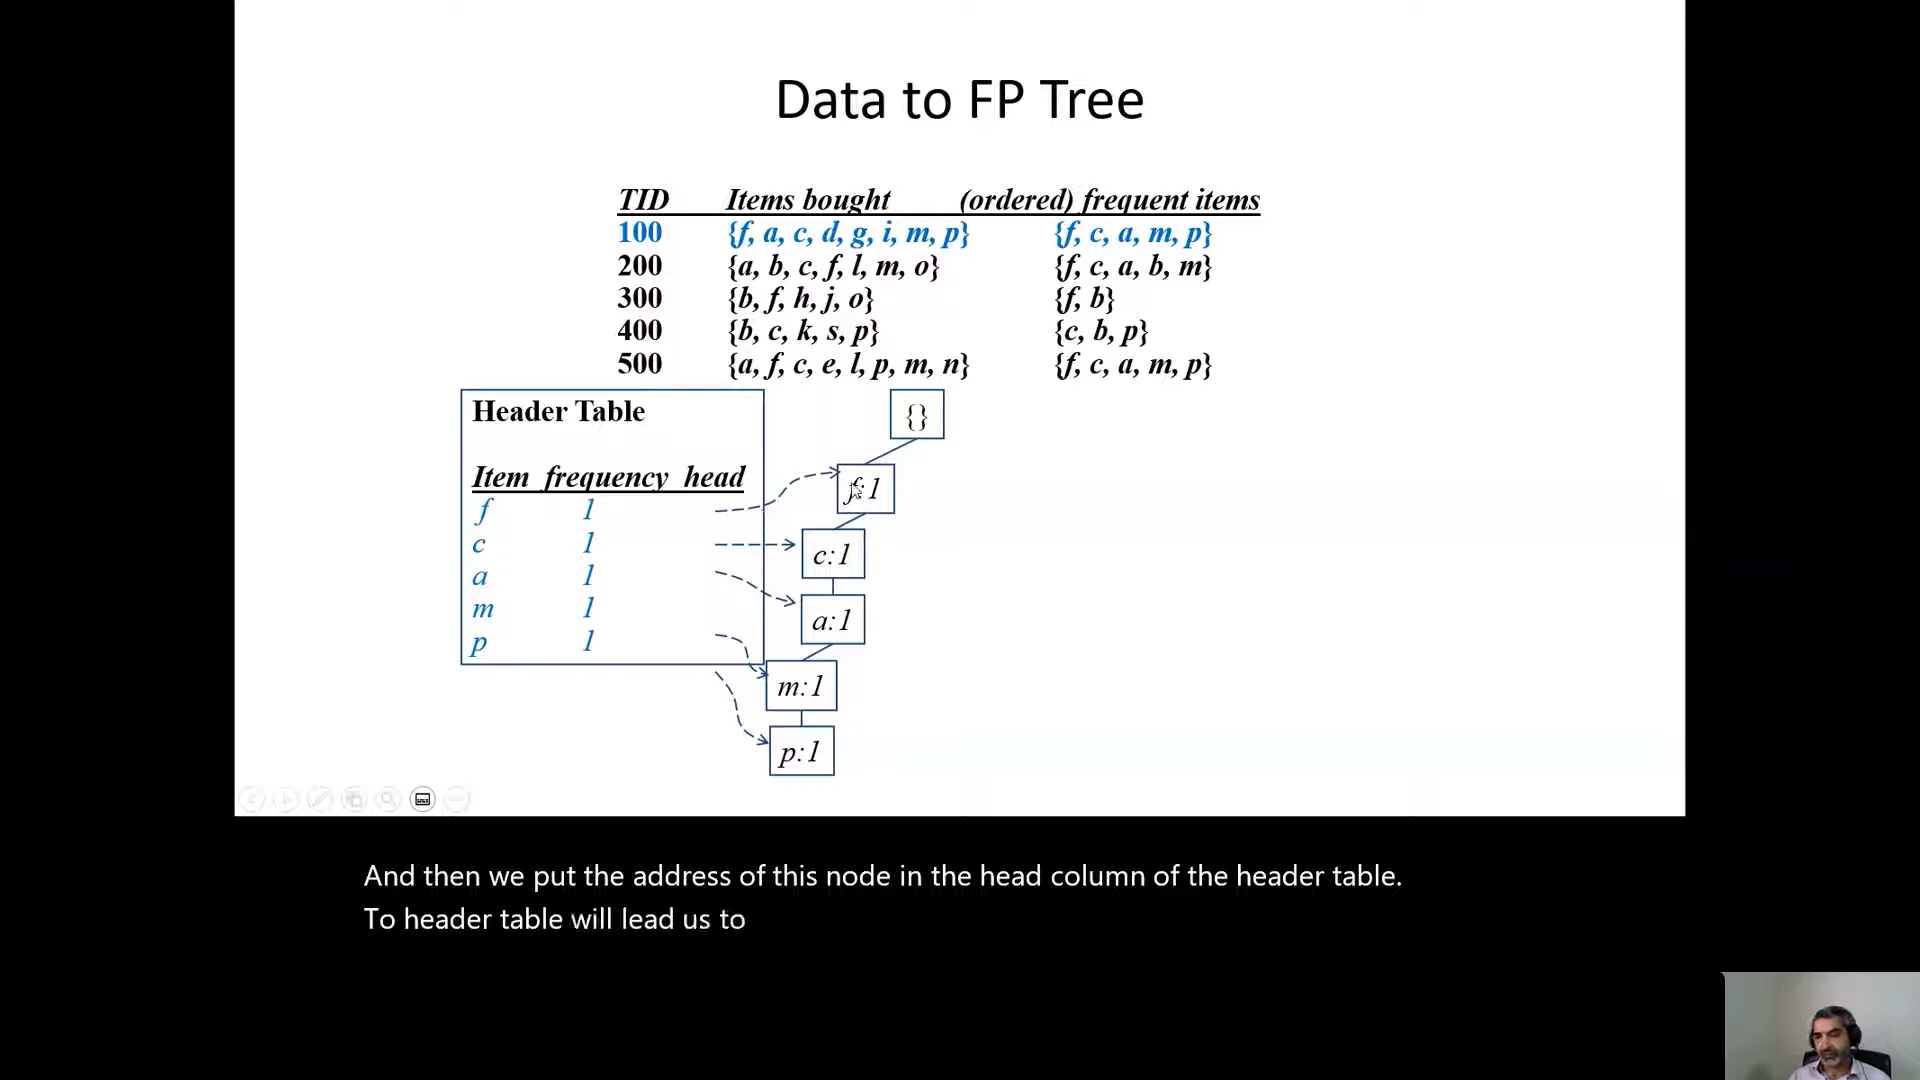 Data to FP Tree
TID Items bought (ordered) frequent items
100 {f, a, c, d, g, i, m, p} {f, c, a, m, p}
200 {a, b, c, f, l, m, o} {f, c, a, b, m}
300 {b, f, h, j, o} {f, b}
400 {b, c, k, s, p} {c, b, p}
500 {a, f, c, e, l, p, m, n} {f, c, a, m, p}
Header Table
Item frequency head
f 1
c 1
a 1
m 1
p 1
{}
f:1
c:1
a:1
m:1
p:1
And then we put the address of this node in the head column of the header table.
To header table will lead us to